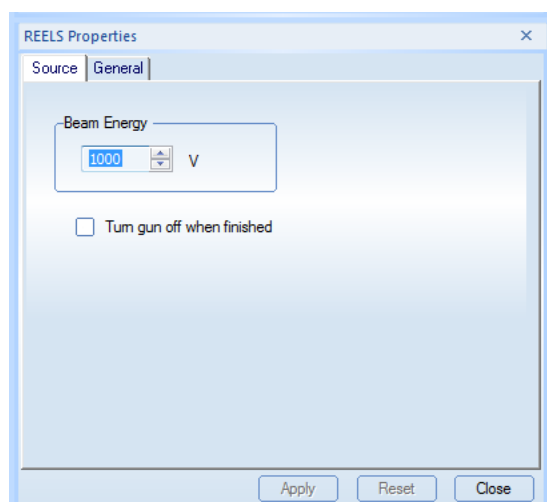 REELS Properties
Source General
Beam Energy
1000 V
Turn gun off when finished
Apply Reset Close